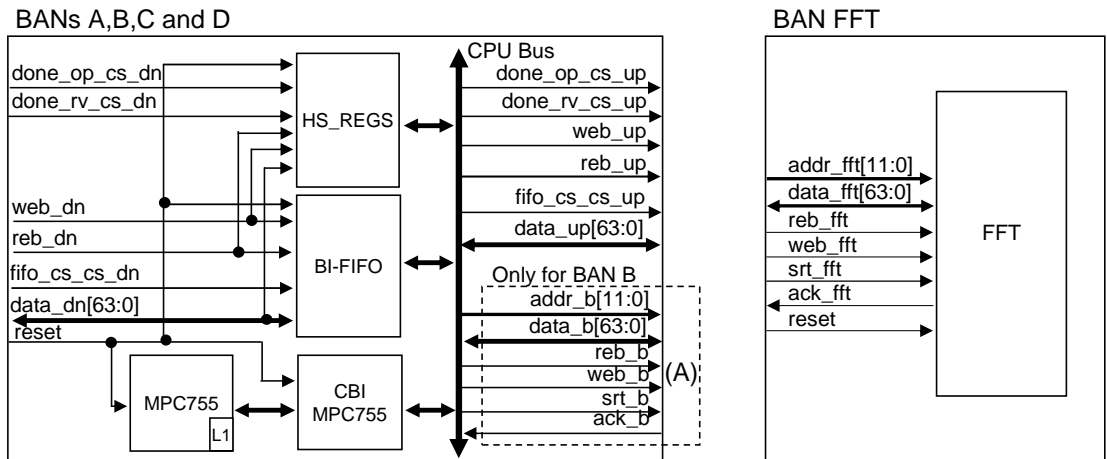 BANs A,B,C and D
BAN FFT
CPU Bus
done_op_cs_dn
done_rv_cs_dn
HS_REGS
done_op_cs_up
done_rv_cs_up
web_up
reb_up
fifo_cs_cs_up
data_up[63:0]
web_dn
reb_dn
fifo_cs_cs_dn
data_dn[63:0]
reset
BI-FIFO
Only for BAN B
addr_b[11:0]
data_b[63:0]
reb_b
web_b
srt_b
ack_b
(A)
MPC755
L1
CBI
MPC755
addr_fft[11:0]
data_fft[63:0]
reb_fft
web_fft
srt_fft
ack_fft
reset
FFT